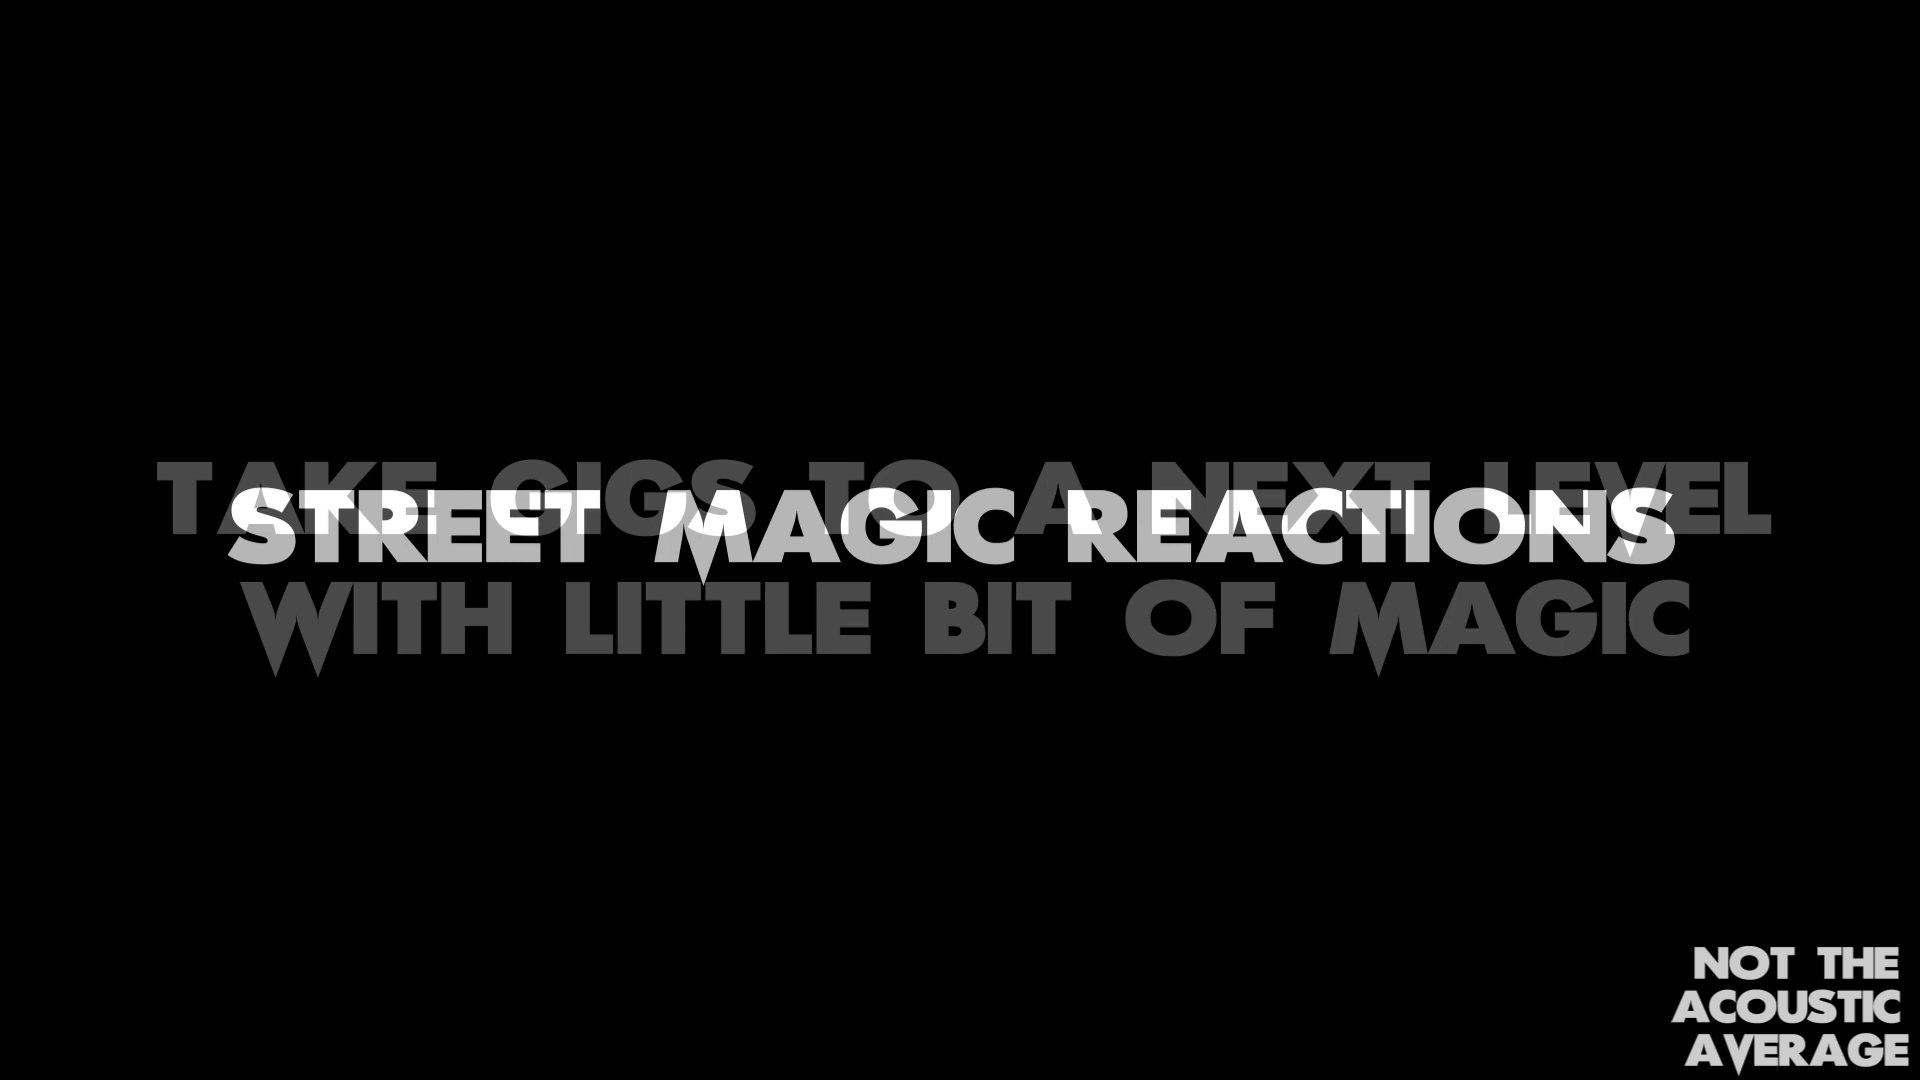 TAKE GIGS TO A NEXT LEVEL
STREET MAGIC REACTIONS
WITH LITTLE BIT OF MAGIC
NOT THE
ACOUSTIC
AVERAGE